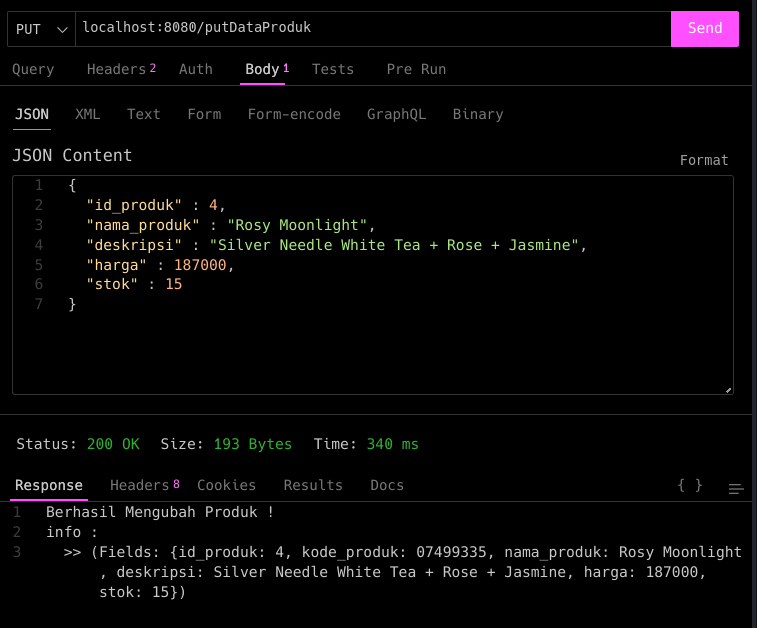 PUT localhost:8080/putDataProduk Send
Query Headers 2 Auth Body 1 Tests Pre Run
JSON XML Text Form Form-encode GraphQL Binary
JSON Content Format
1 {
2 "id_produk" : 4,
3 "nama_produk" : "Rosy Moonlight",
4 "deskripsi" : "Silver Needle White Tea + Rose + Jasmine",
5 "harga" : 187000,
6 "stok" : 15
7 }
Status: 200 OK Size: 193 Bytes Time: 340 ms
Response Headers 8 Cookies Results Docs { }
1 Berhasil Mengubah Produk !
2 info :
3 >> (Fields: {id_produk: 4, kode_produk: 07499335, nama_produk: Rosy Moonlight
, deskripsi: Silver Needle White Tea + Rose + Jasmine, harga: 187000,
stok: 15})